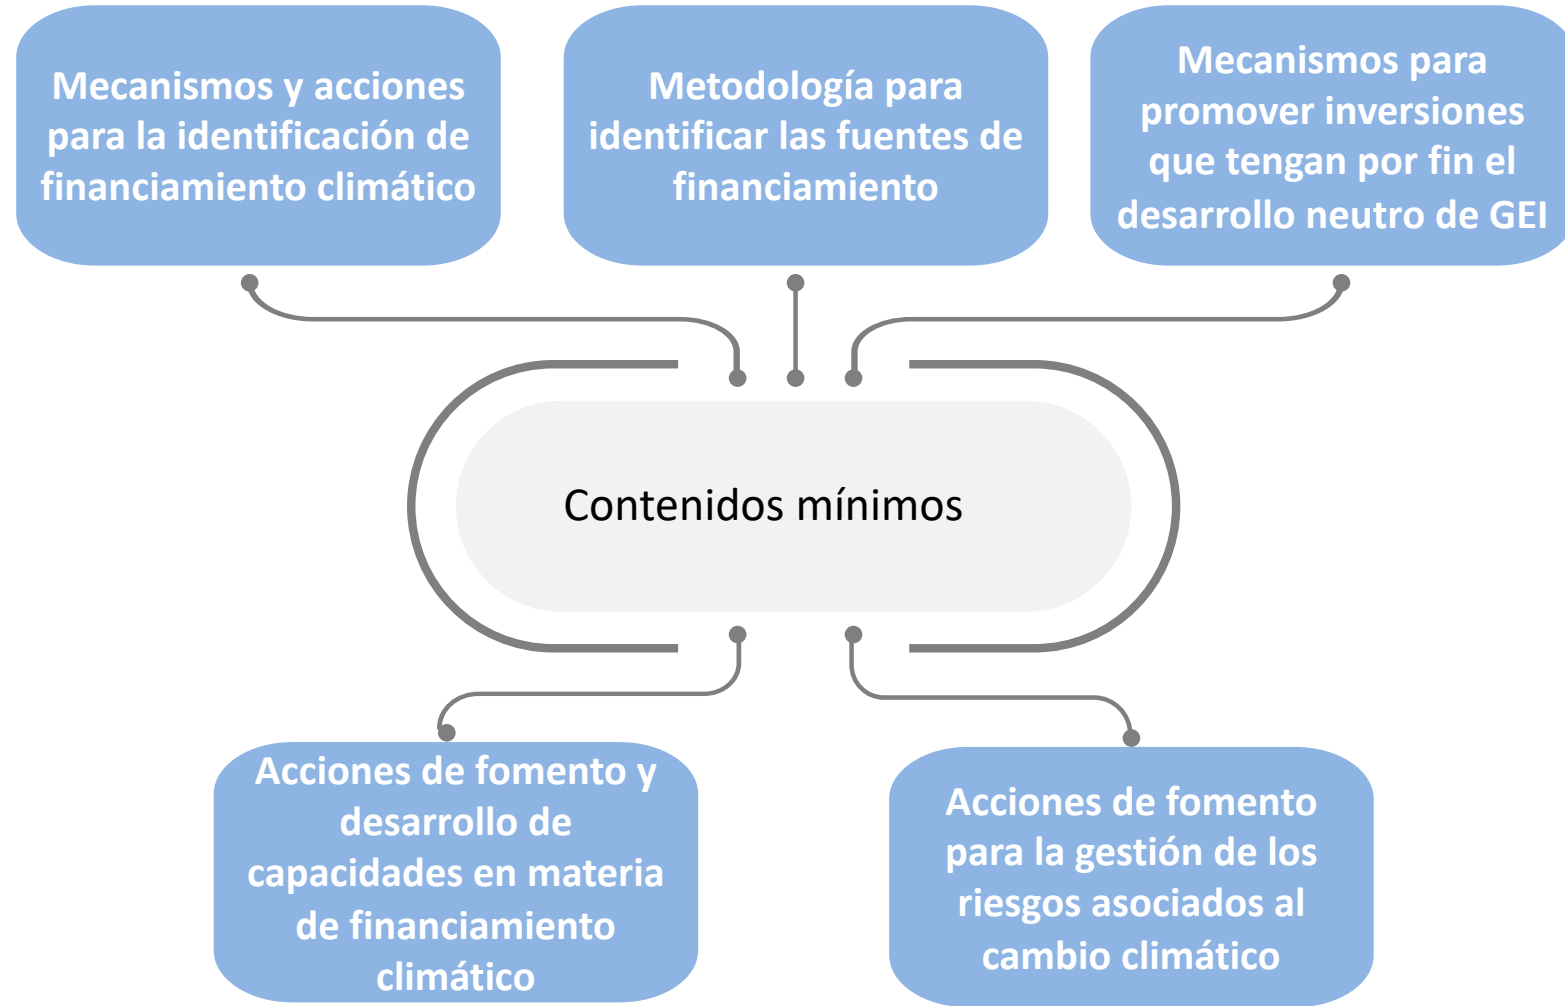 Mecanismos y acciones
para la identificación de
financiamiento climático
Metodología para
identificar las fuentes de
financiamiento
Mecanismos para
promover inversiones
que tengan por fin el
desarrollo neutro de GEI
Contenidos mínimos
Acciones de fomento y
desarrollo de
capacidades en materia
de financiamiento
climático
Acciones de fomento
para la gestión de los
riesgos asociados al
cambio climático